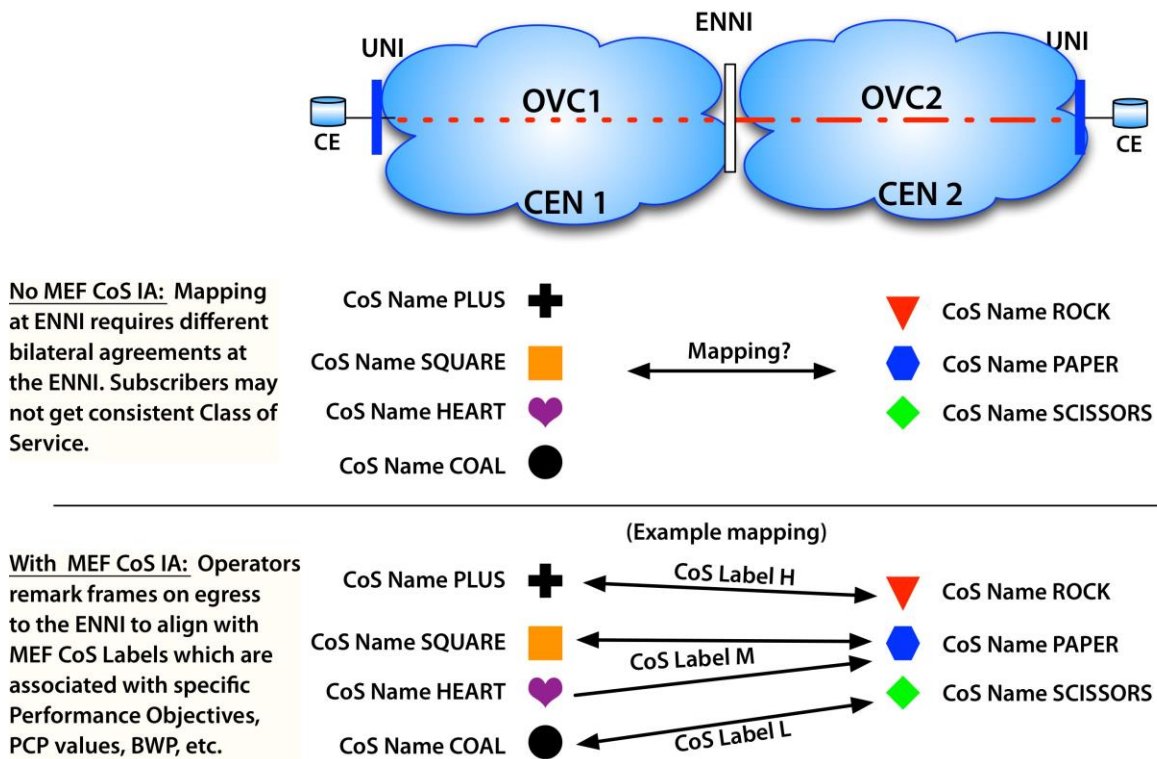 ENNI
UNI
UNI
OVC1
OVC2
CE
CE
CEN 1
CEN 2
No MEF CoS IA: Mapping
at ENNI requires different
bilateral agreements at
the ENNI. Subscribers may
not get consistent Class of
Service.
CoS Name PLUS
CoS Name SQUARE
CoS Name HEART
CoS Name COAL
Mapping?
CoS Name ROCK
CoS Name PAPER
CoS Name SCISSORS
(Example mapping)
With MEF CoS IA: Operators
remark frames on egress
to the ENNI to align with
MEF CoS Labels which are
associated with specific
Performance Objectives,
PCP values, BWP, etc.
CoS Name PLUS
CoS Name SQUARE
CoS Name HEART
CoS Name COAL
CoS Label H
CoS Label M
CoS Label L
CoS Name ROCK
CoS Name PAPER
CoS Name SCISSORS